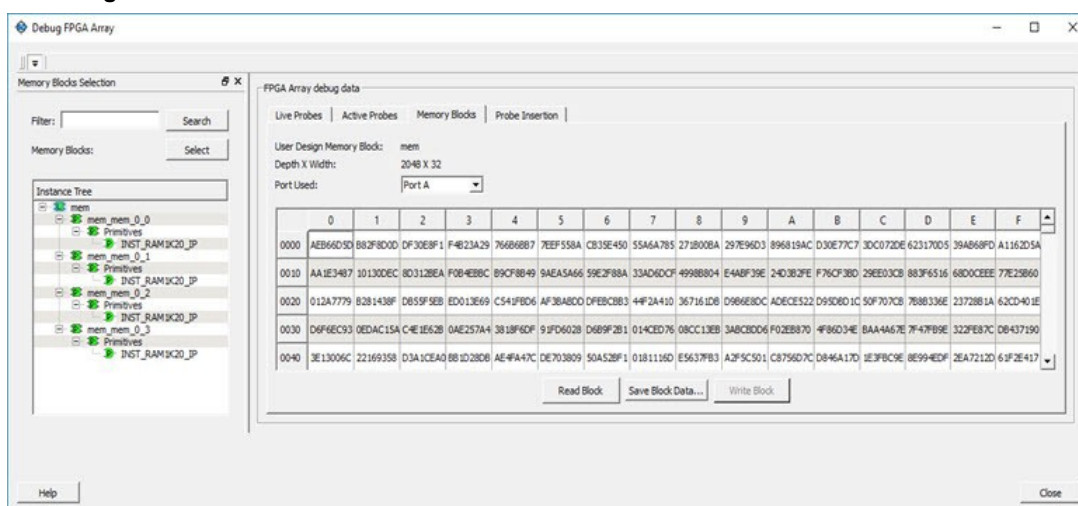 Debug FPGA Array
Memory Blocks Selection
Filter:
Search
Memory Blocks:
Select
Instance Tree
mem
mem_mem_0_0
Primitives
INST_RAM1K20_IP
mem_mem_0_1
Primitives
INST_RAM1K20_IP
mem_mem_0_2
Primitives
INST_RAM1K20_IP
mem_mem_0_3
Primitives
INST_RAM1K20_IP
FPGA Array debug data
Live Probes Active Probes Memory Blocks Probe Insertion
User Design Memory Block: mem
Depth X Width: 2048 X 32
Port Used: Port A
0 1 2 3 4 5 6 7 8 9 A B C D E F
0000 AEB66D5D B82F8D0D DF30E8F1 F4B23A29 766B6BB7 7EEF558A CB35E450 55A6A785 271B00BA 297E96D3 896819AC D30E77C7 3DC072DE 623170D5 39AB68FD A1162D5A
0010 AA1E3487 10130DEC 8D312BEA F0B4EBBC B9CF8B49 9AEA5A66 59E2F88A 33AD6DCF 4998B804 E4ABF39E 24D3B2FE F76CF3BD 29EE03CB 883F6516 68D0CEEE 77E25B60
0020 012A7779 B281438F DB55F5EB ED013E69 C541FBD6 AF3BABDD DFEBCBB3 44F2A410 367161DB D9B6E8DC ADECE522 D95D8D1C 50F707CB 7B8B336E 23728B1A 62CD401E
0030 D6F6EC93 0EDAC15A C4E1E62B 0AE257A4 3818F6DF 91FD6028 D6B9F2B1 014CED76 08CC13EB 3ABCBDD6 F02EB870 4F86D34E BAA4A67E 7F47FB9E 322FE87C DB437190
0040 3E13006C 22169358 D3A1CEA0 BB1D28DB AE4FA47C DE703809 50A52BF1 0181116D E5637FB3 A2F5C501 C8756D7C D846A17D 1E3FBC9E 8E994EDF 2EA7212D 61F2E417
Read Block Save Block Data... Write Block
Help
Close